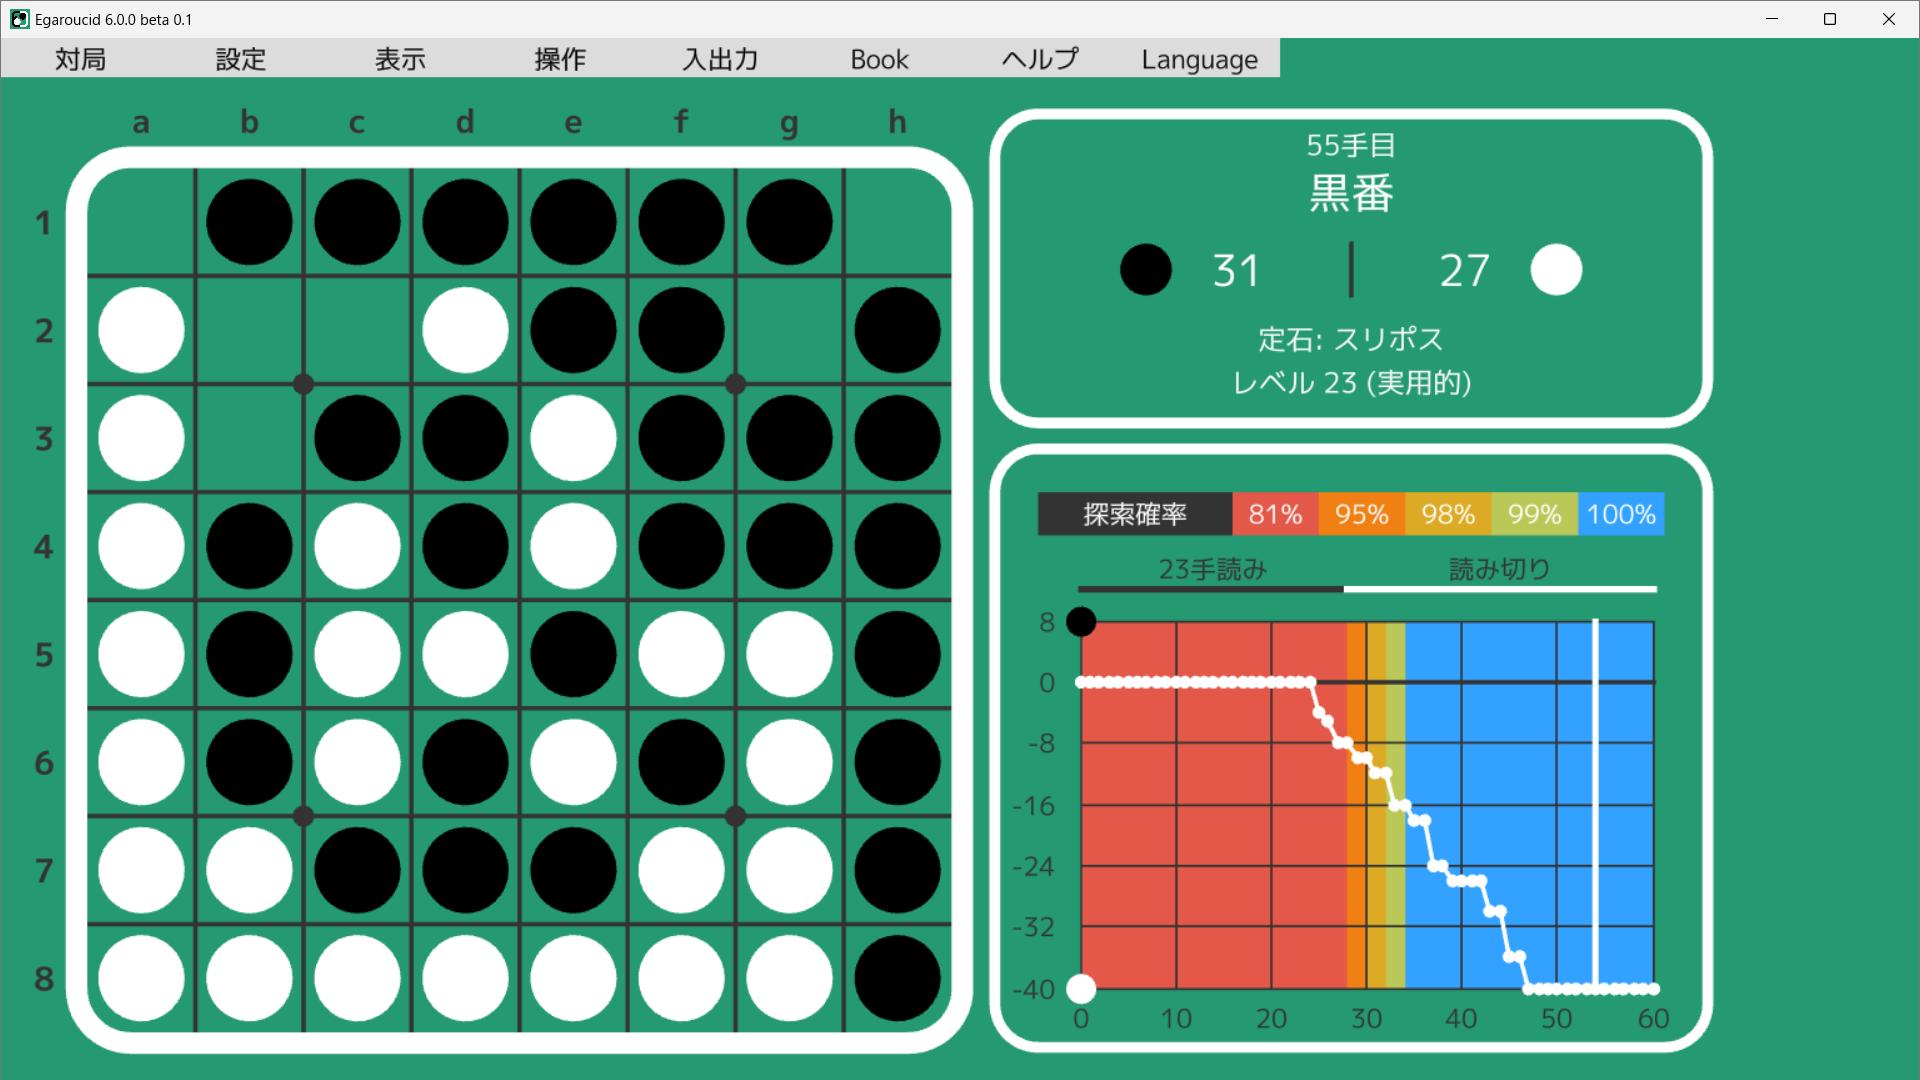 Egaroucid 6.0.0 beta 0.1
対局 設定 表示 操作 入出力 Book ヘルプ Language
a b c d e f g h
1
2
3
4
5
6
7
8
55手目
黒番
31 27
定石: スリポス
レベル 23 (実用的)
探索確率 81% 95% 98% 99% 100%
23手読み 読み切り
8
0
-8
-16
-24
-32
-40
0 10 20 30 40 50 60